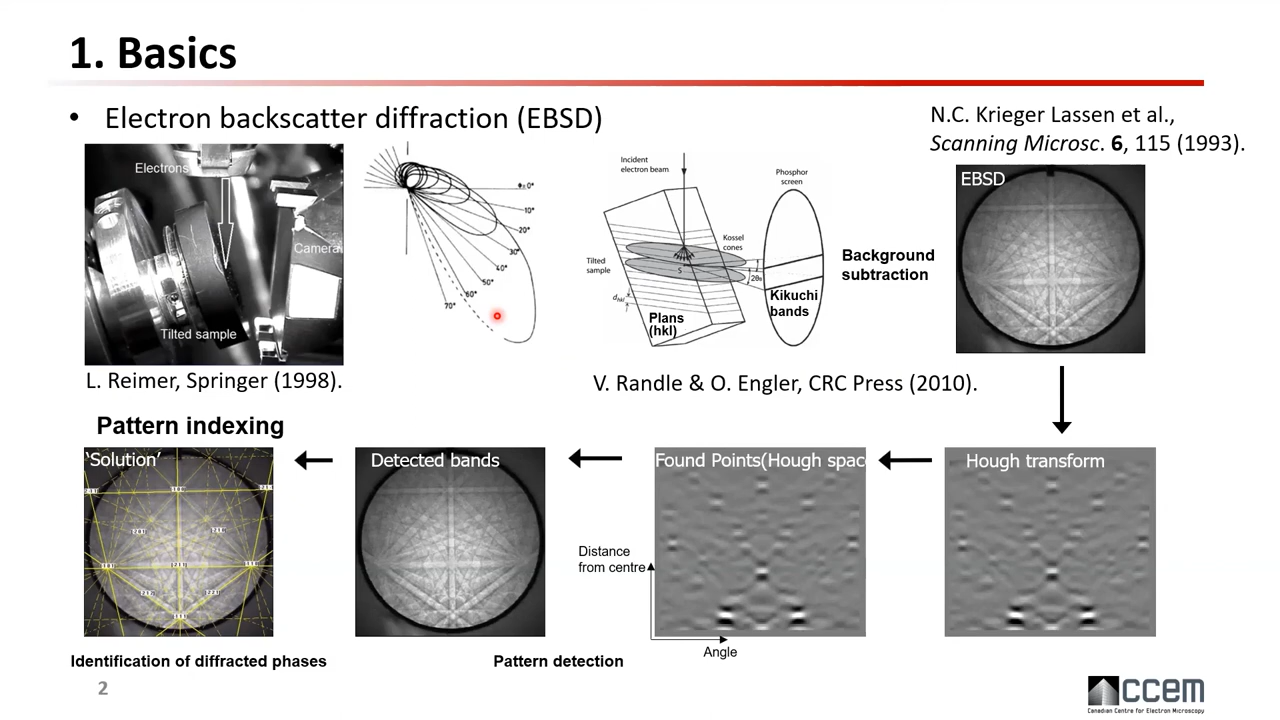 1. Basics
• Electron backscatter diffraction (EBSD)
N.C. Krieger Lassen et al.,
Scanning Microsc. 6, 115 (1993).
Electrons
Camera
Tilted sample
Φ= 0°
10°
20°
30°
40°
50°
60°
70°
Incident
electron beam
Phosphor
screen
Kossel
cones
Tilted
sample
S
2θB
dhkl
Plans
(hkl)
Kikuchi
bands
Background
subtraction
EBSD
L. Reimer, Springer (1998).
V. Randle & O. Engler, CRC Press (2010).
Pattern indexing
'Solution'
Detected bands
Found Points(Hough spac
Hough transform
Distance
from centre
Angle
Identification of diffracted phases
Pattern detection
2
ccem
Canadian Centre for Electron Microscopy